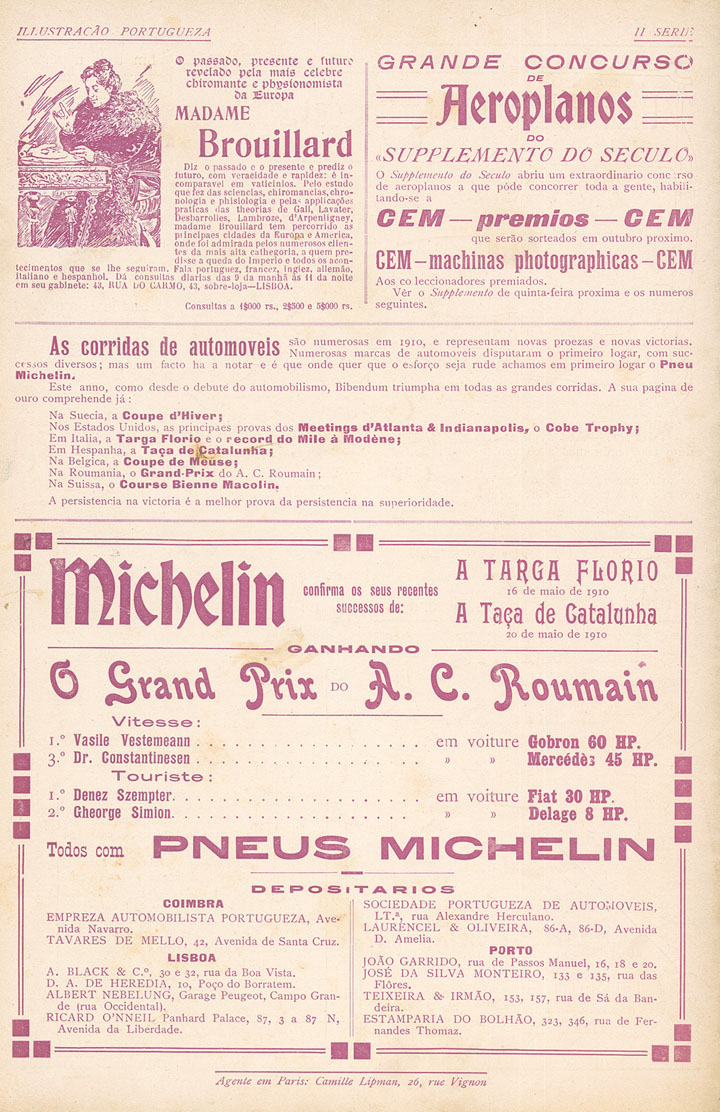 ILLUSTRACÃO PORTUGUEZA
II SERIE
O passado, presente e futuro
revelado pela mais celebre
chiromante e physionomista
da Europa
MADAME
Brouillard
Diz o passado e o presente e prediz o
futuro, com veracidade e rapidez: é in-
comparavel em vaticinios. Pelo estudo
que fez das sciencias, chiromancias, chro-
nologia e phisiologia e pelas applicações
praticas das theorias de Gall, Lavater,
Desbarrolles, Lambroze, d'Arpenligney,
madame Brouillard tem percorrido as
principaes cidades da Europa e America,
onde foi admirada pelos numerosos clien-
tes da mais alta cathegoria, a quem pre-
disse a queda do Imperio e todos os acon-
tecimentos que se lhe seguiram. Fala portuguez, francez, inglez, allemão,
italiano e hespanhol. Dá consultas diarias das 9 da manhã ás 11 da noite
em seu gabinete: 43, RUA DO CARMO, 43, sobre-loja—LISBOA.
Consultas a 1$000 rs., 2$500 e 5$000 rs.
GRANDE CONCURSO
DE
Aeroplanos
DO
«SUPPLEMENTO DO SECULO»
O Supplemento do Seculo abriu um extraordinario concurso
de aeroplanos a que póde concorrer toda a gente, habili-
tando-se a
CEM — premios — CEM
que serão sorteados em outubro proximo.
CEM—machinas photographicas—CEM
Aos colleccionadores premiados.
Vêr o Supplemento de quinta-feira proxima e os numeros
seguintes.
As corridas de automoveis são numerosas em 1910, e representam novas proezas e novas victorias.
Numerosas marcas de automoveis disputaram o primeiro logar, com suc-
cessos diversos; mas um facto ha a notar e é que onde quer que o esforço seja rude achamos em primeiro logar o Pneu
Michelin.
Este anno, como desde o debute do automobilismo, Bibendum triumpha em todas as grandes corridas. A sua pagina de
ouro comprehende já:
Na Suecia, a Coupe d'Hiver;
Nos Estados Unidos, as principaes provas dos Meetings d'Atlanta & Indianapolis, o Cobe Trophy;
Em Italia, a Targa Florio e o record do Mile à Modène;
Em Hespanha, a Taça de Catalunha;
Na Belgica, a Coupe de Meuse;
Na Roumania, o Grand-Prix do A. C. Roumain;
Na Suissa, o Course Bienne Macolin.
A persistencia na victoria é a melhor prova da persistencia na superioridade.
Michelin
confirma os seus recentes
successos de:
A TARGA FLORIO
16 de maio de 1910
A Taça de Catalunha
20 de maio de 1910
GANHANDO
O Grand Prix DO A. C. Roumain
Vitesse:
1.º Vasile Vestemeann . . . . . . . . . . . . . . . . . . . . em voiture Gobron 60 HP.
3.º Dr. Constantinesen . . . . . . . . . . . . . . . . . . . . » » Mercédès 45 HP.
Touriste:
1.º Denez Szempter. . . . . . . . . . . . . . . . . . . . . em voiture Fiat 30 HP.
2.º Gheorge Simion. . . . . . . . . . . . . . . . . . . . . » » Delage 8 HP.
Todos com PNEUS MICHELIN
DEPOSITARIOS
COIMBRA
EMPREZA AUTOMOBILISTA PORTUGUEZA, Ave-
nida Navarro.
TAVARES DE MELLO, 42, Avenida de Santa Cruz.
LISBOA
A. BLACK & C.º, 30 e 32, rua da Boa Vista.
D. A. DE HEREDIA, 10, Poço do Borratem.
ALBERT NEBELUNG, Garage Peugeot, Campo Gran-
de (rua Occidental).
RICARD O'NNEIL Panhard Palace, 87, 3 a 87 N,
Avenida da Liberdade.
SOCIEDADE PORTUGUEZA DE AUTOMOVEIS,
LT.ª, rua Alexandre Herculano.
LAURENCEL & OLIVEIRA, 86-A, 86-D, Avenida
D. Amelia.
PORTO
JOÃO GARRIDO, rua de Passos Manuel, 16, 18 e 20.
JOSÉ DA SILVA MONTEIRO, 133 e 135, rua das
Flôres.
TEIXEIRA & IRMÃO, 153, 157, rua de Sá da Ban-
deira.
ESTAMPARIA DO BOLHÃO, 323, 346, rua de Fer-
nandes Thomaz.
Agente em Paris: Camille Lipman, 26, rue Vignon